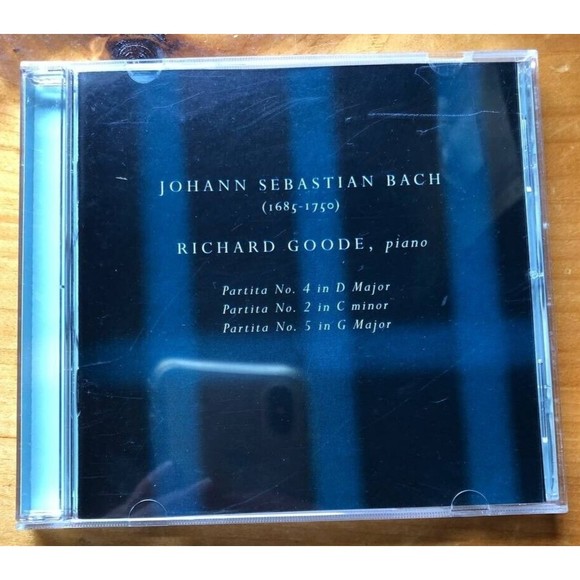 JOHANN SEBASTIAN BACH
(1685-1750)
RICHARD GOODE, piano
Partita No. 4 in D Major
Partita No. 2 in C minor
Partita No. 5 in G Major